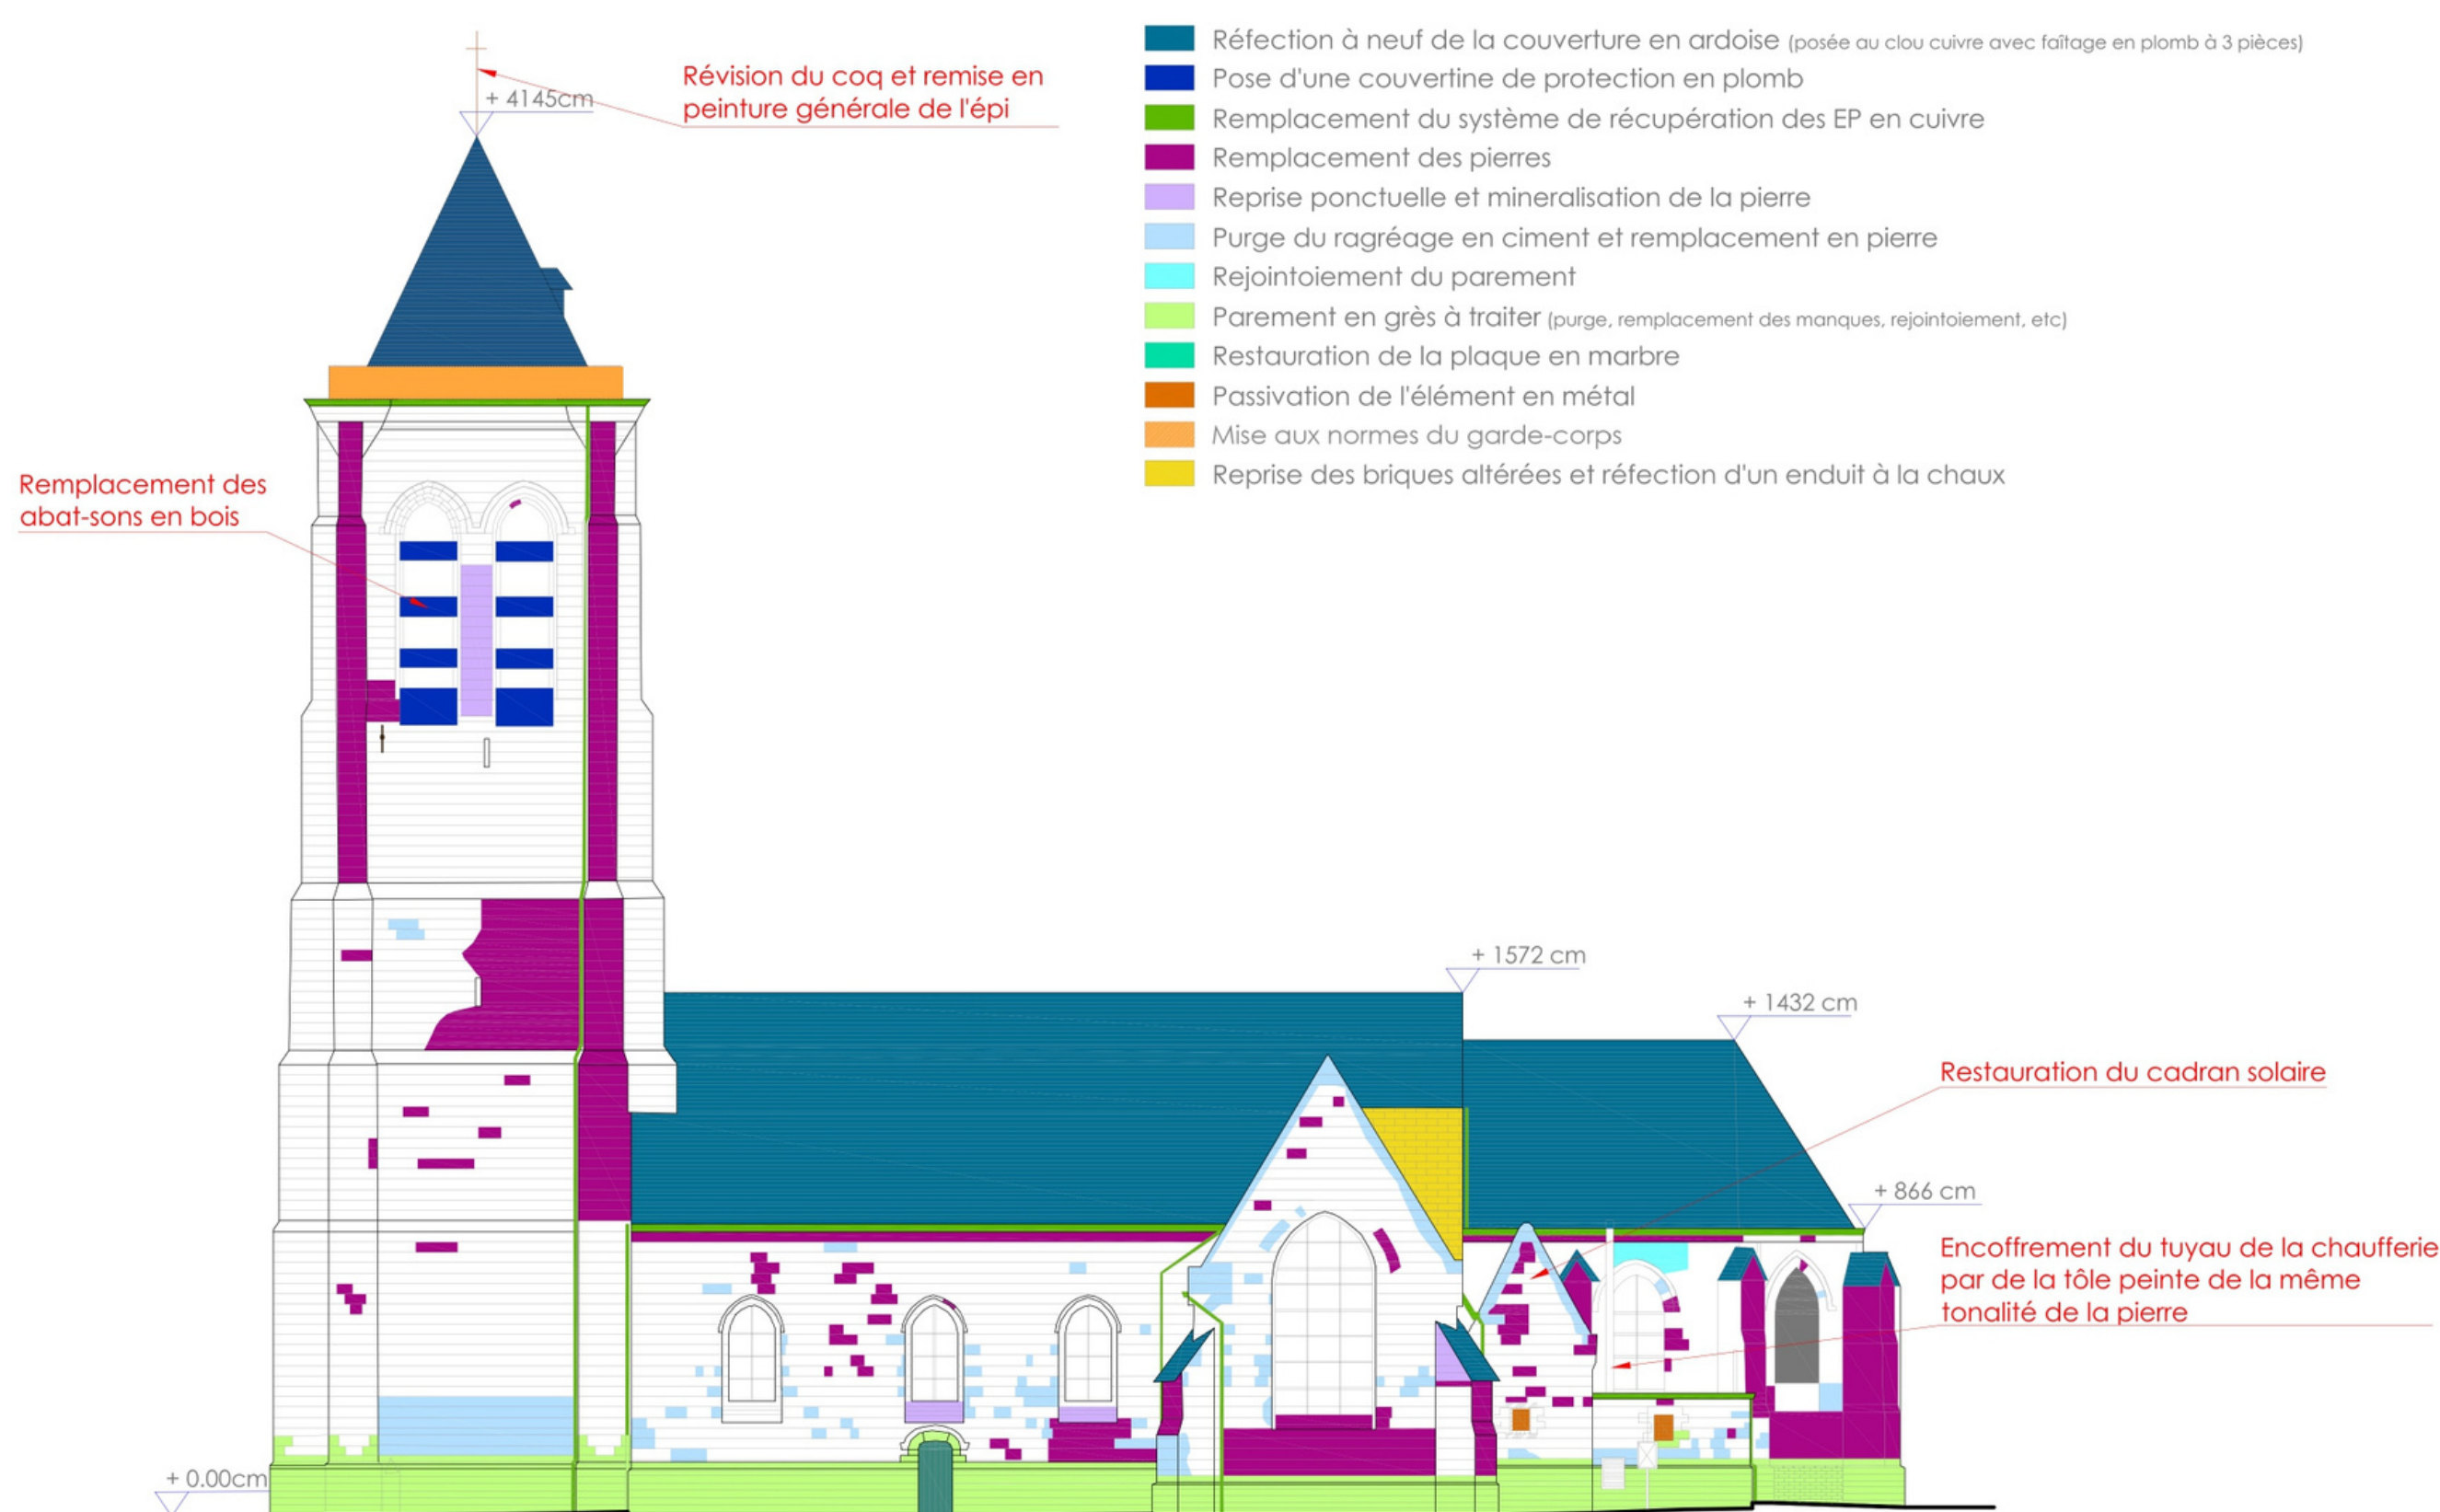 Réfection à neuf de la couverture en ardoise (posée au clou cuivre avec faîtage en plomb à 3 pièces)
Pose d'une couvertine de protection en plomb
Remplacement du système de récupération des EP en cuivre
Remplacement des pierres
Reprise ponctuelle et mineralisation de la pierre
Purge du ragréage en ciment et remplacement en pierre
Rejointoiement du parement
Parement en grès à traiter (purge, remplacement des manques, rejointoiement, etc)
Restauration de la plaque en marbre
Passivation de l'élément en métal
Mise aux normes du garde-corps
Reprise des briques altérées et réfection d'un enduit à la chaux
Révision du coq et remise en
peinture générale de l'épi
+ 4145cm
Remplacement des
abat-sons en bois
+ 1572 cm
+ 1432 cm
Restauration du cadran solaire
+ 866 cm
Encoffrement du tuyau de la chaufferie
par de la tôle peinte de la même
tonalité de la pierre
+ 0.00cm